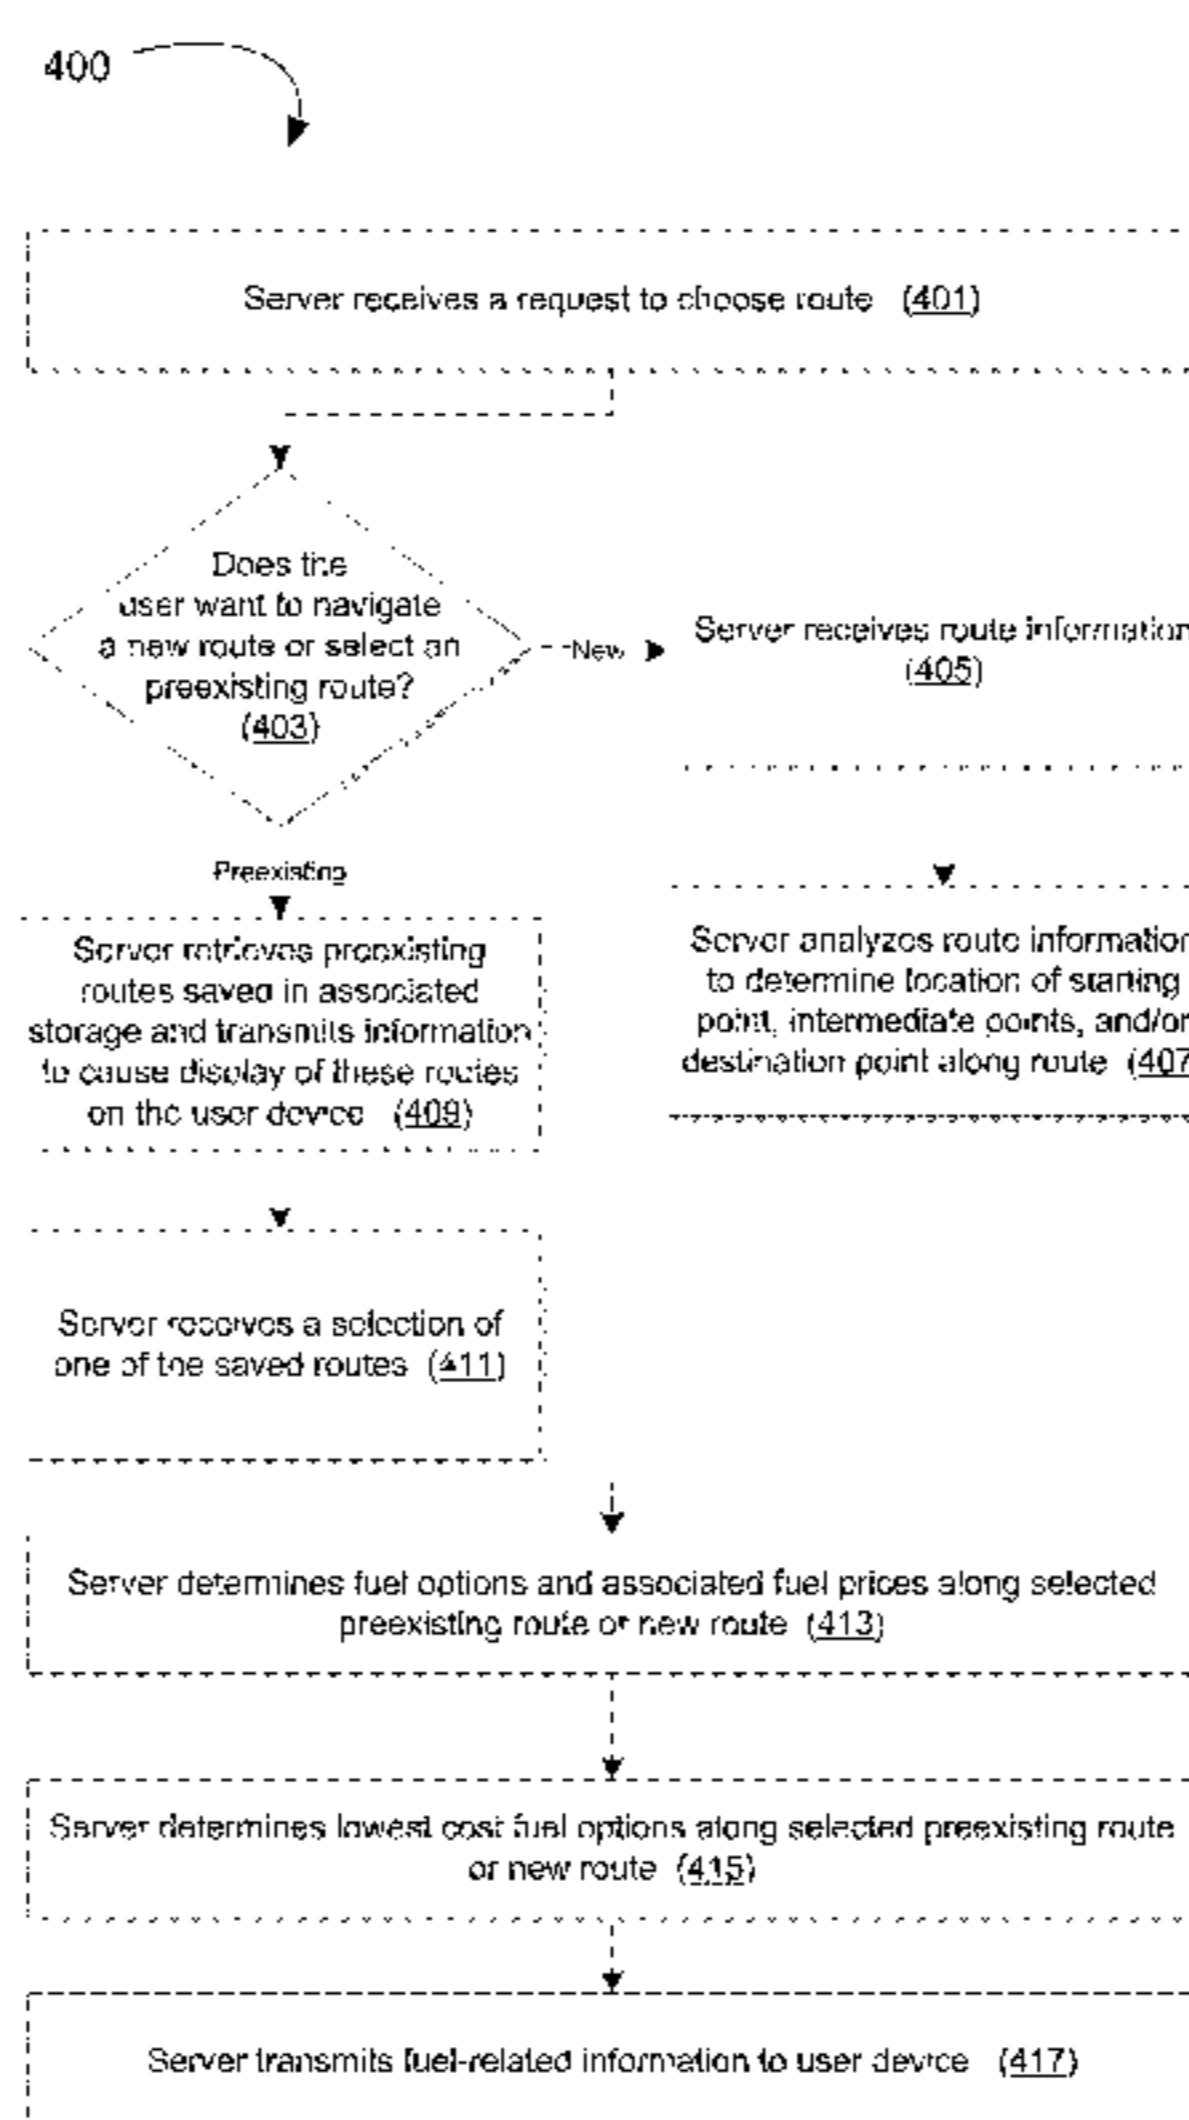 400
Server receives a request to choose route (401)
Does the
user want to navigate
a new route or select an
preexisting route?
(403)
New
Server receives route information
(405)
Preexisting
Server retrieves preexisting
routes saved in associated
storage and transmits information
to cause display of these routes
on the user device (409)
Server analyzes route information
to determine location of starting
point, intermediate points, and/or
destination point along route (407
Server receives a selection of
one of the saved routes (411)
Server determines fuel options and associated fuel prices along selected
preexisting route or new route (413)
Server determines lowest cost fuel options along selected preexisting route
or new route (415)
Server transmits fuel-related information to user device (417)